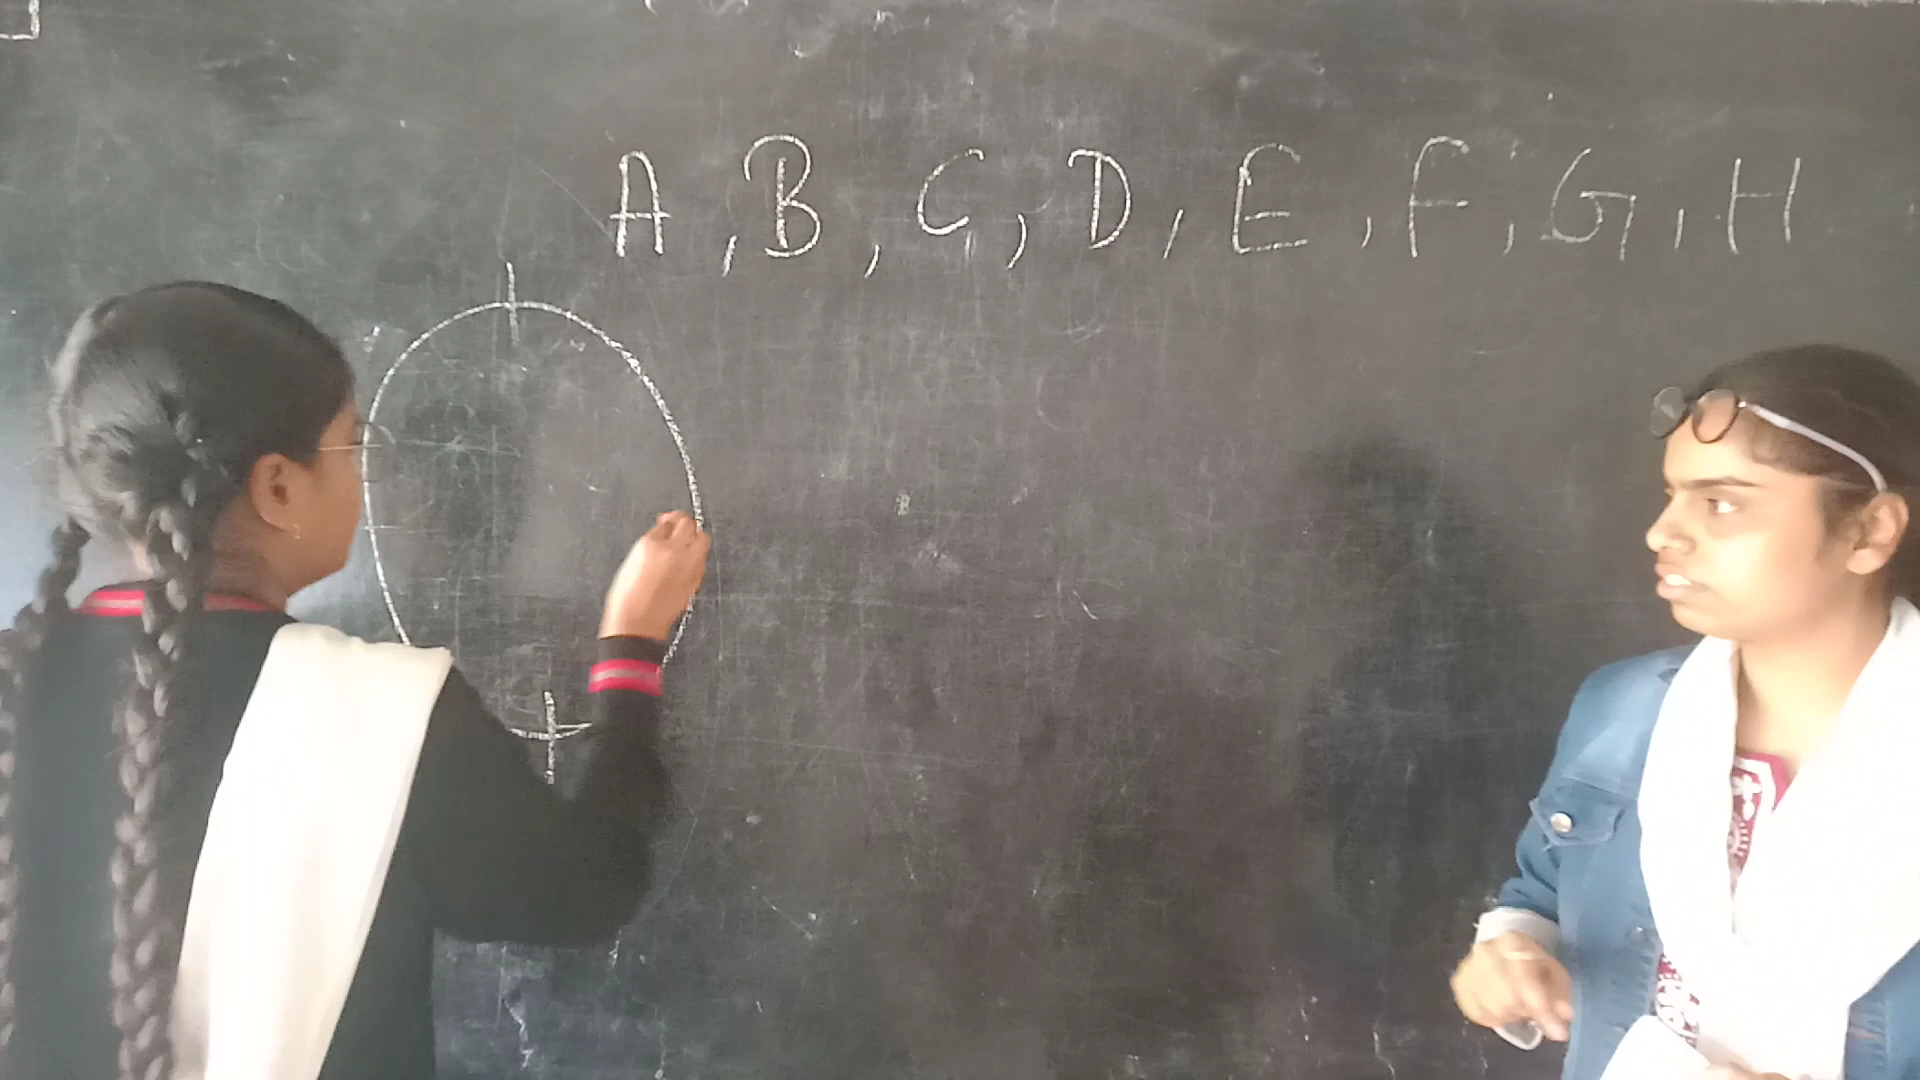 A, B, C, D, E, F, G, H